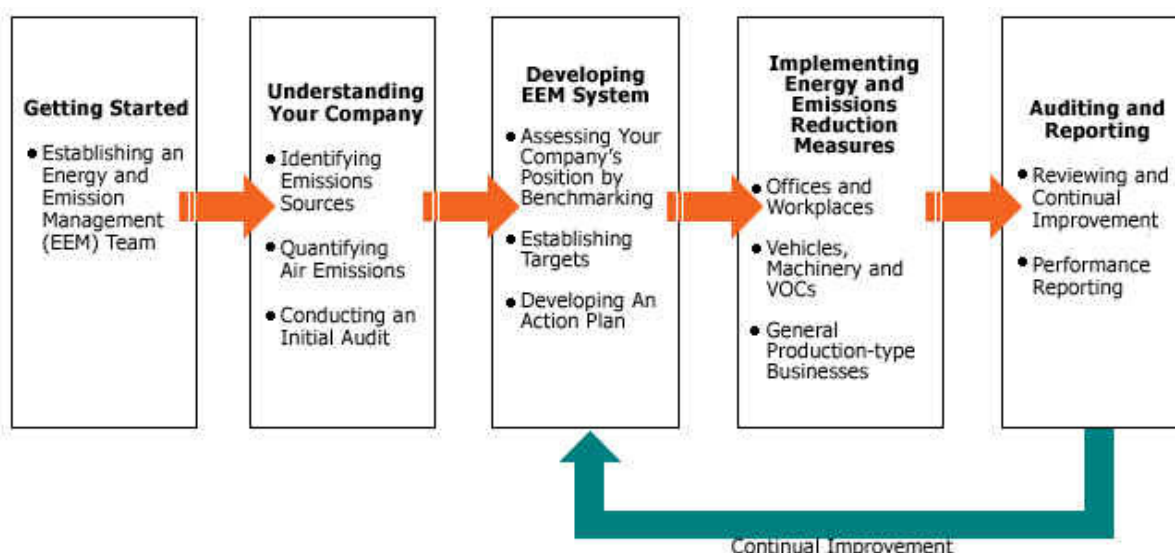 Getting Started
• Establishing an
Energy and
Emission
Management
(EEM) Team
Understanding
Your Company
• Identifying
Emissions
Sources
• Quantifying
Air Emissions
• Conducting an
Initial Audit
Developing
EEM System
• Assessing Your
Company's
Position by
Benchmarking
• Establishing
Targets
• Developing An
Action Plan
Implementing
Energy and
Emissions
Reduction
Measures
• Offices and
Workplaces
• Vehicles,
Machinery and
VOCs
• General
Production-type
Businesses
Auditing and
Reporting
• Reviewing and
Continual
Improvement
• Performance
Reporting
Continual Improvement